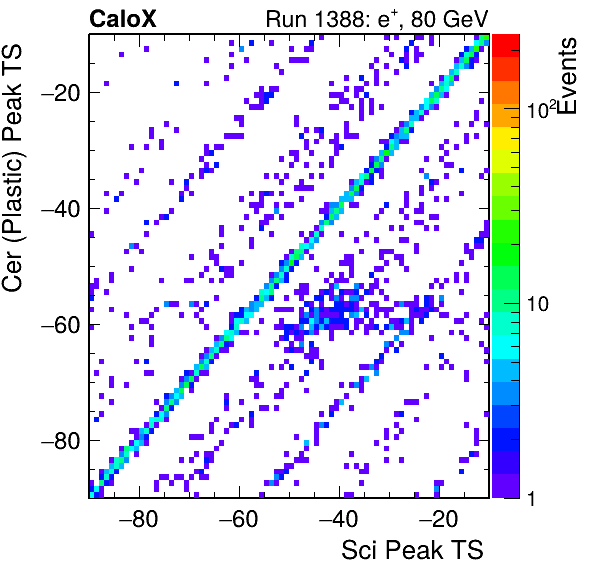 CaloX Run 1388: e⁺, 80 GeV
Cer (Plastic) Peak TS
−20
−40
−60
−80
−80 −60 −40 −20
Sci Peak TS
Events
10²
10
1